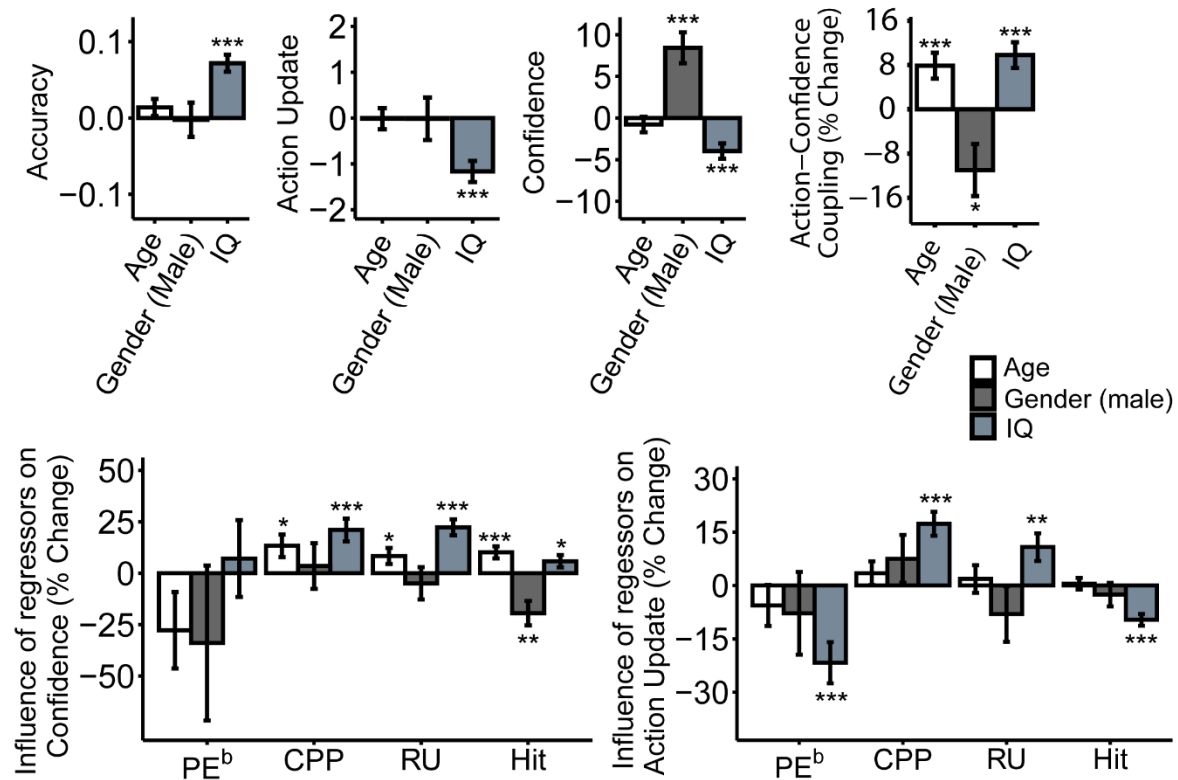 Accuracy
0.1
0.0
−0.1
***
Age
Gender (Male)
IQ
Action Update
2
1
0
−1
−2
***
Age
Gender (Male)
IQ
Confidence
10
5
0
−5
−10
***
***
Age
Gender (Male)
IQ
Action−Confidence
Coupling (% Change)
16
8
0
−8
−16
***
*
***
Age
Gender (Male)
IQ
Age
Gender (male)
IQ
Influence of regressors on
Confidence (% Change)
50
25
0
−25
−50
*
***
*
***
***
**
*
PEᵇ
CPP
RU
Hit
Influence of regessors on
Action Update (% Change)
30
15
0
−15
−30
***
***
**
***
PEᵇ
CPP
RU
Hit